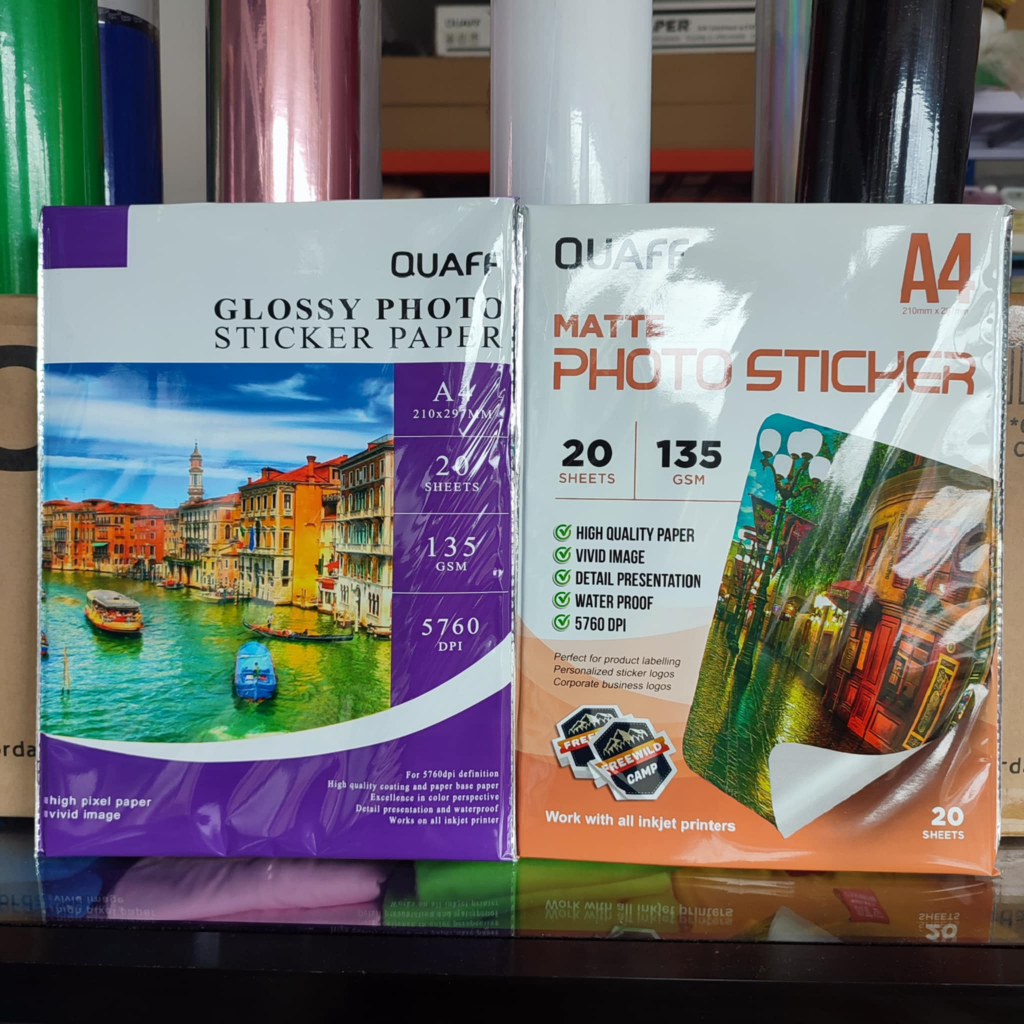 QUAFF
PER
QUAFF
GLOSSY PHOTO
STICKER PAPER
A4
210x297MM
20
SHEETS
135
GSM
5760
DPI
For 5760dpi definition
High quality coating and paper base paper
Excellence in color perspective
Detail presentation and waterproof
Works on all inkjet printer
high pixel paper
vivid image
QUAFF
A4
MATTE
PHOTO STICKER
20
SHEETS
135
GSM
HIGH QUALITY PAPER
VIVID IMAGE
DETAIL PRESENTATION
WATER PROOF
5760 DPI
Perfect for product labelling
Personalized sticker logos
Corporate business logos
FREEWILD
CAMP
Work with all inkjet printers
20
SHEETS